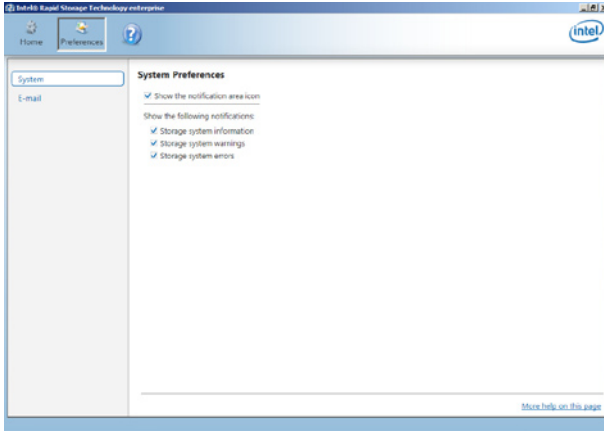 Intel® Rapid Storage Technology enterprise
Home
Preferences
?
intel
System
E-mail
System Preferences
Show the notification area icon
Show the following notifications:
Storage system information
Storage system warnings
Storage system errors
More help on this page